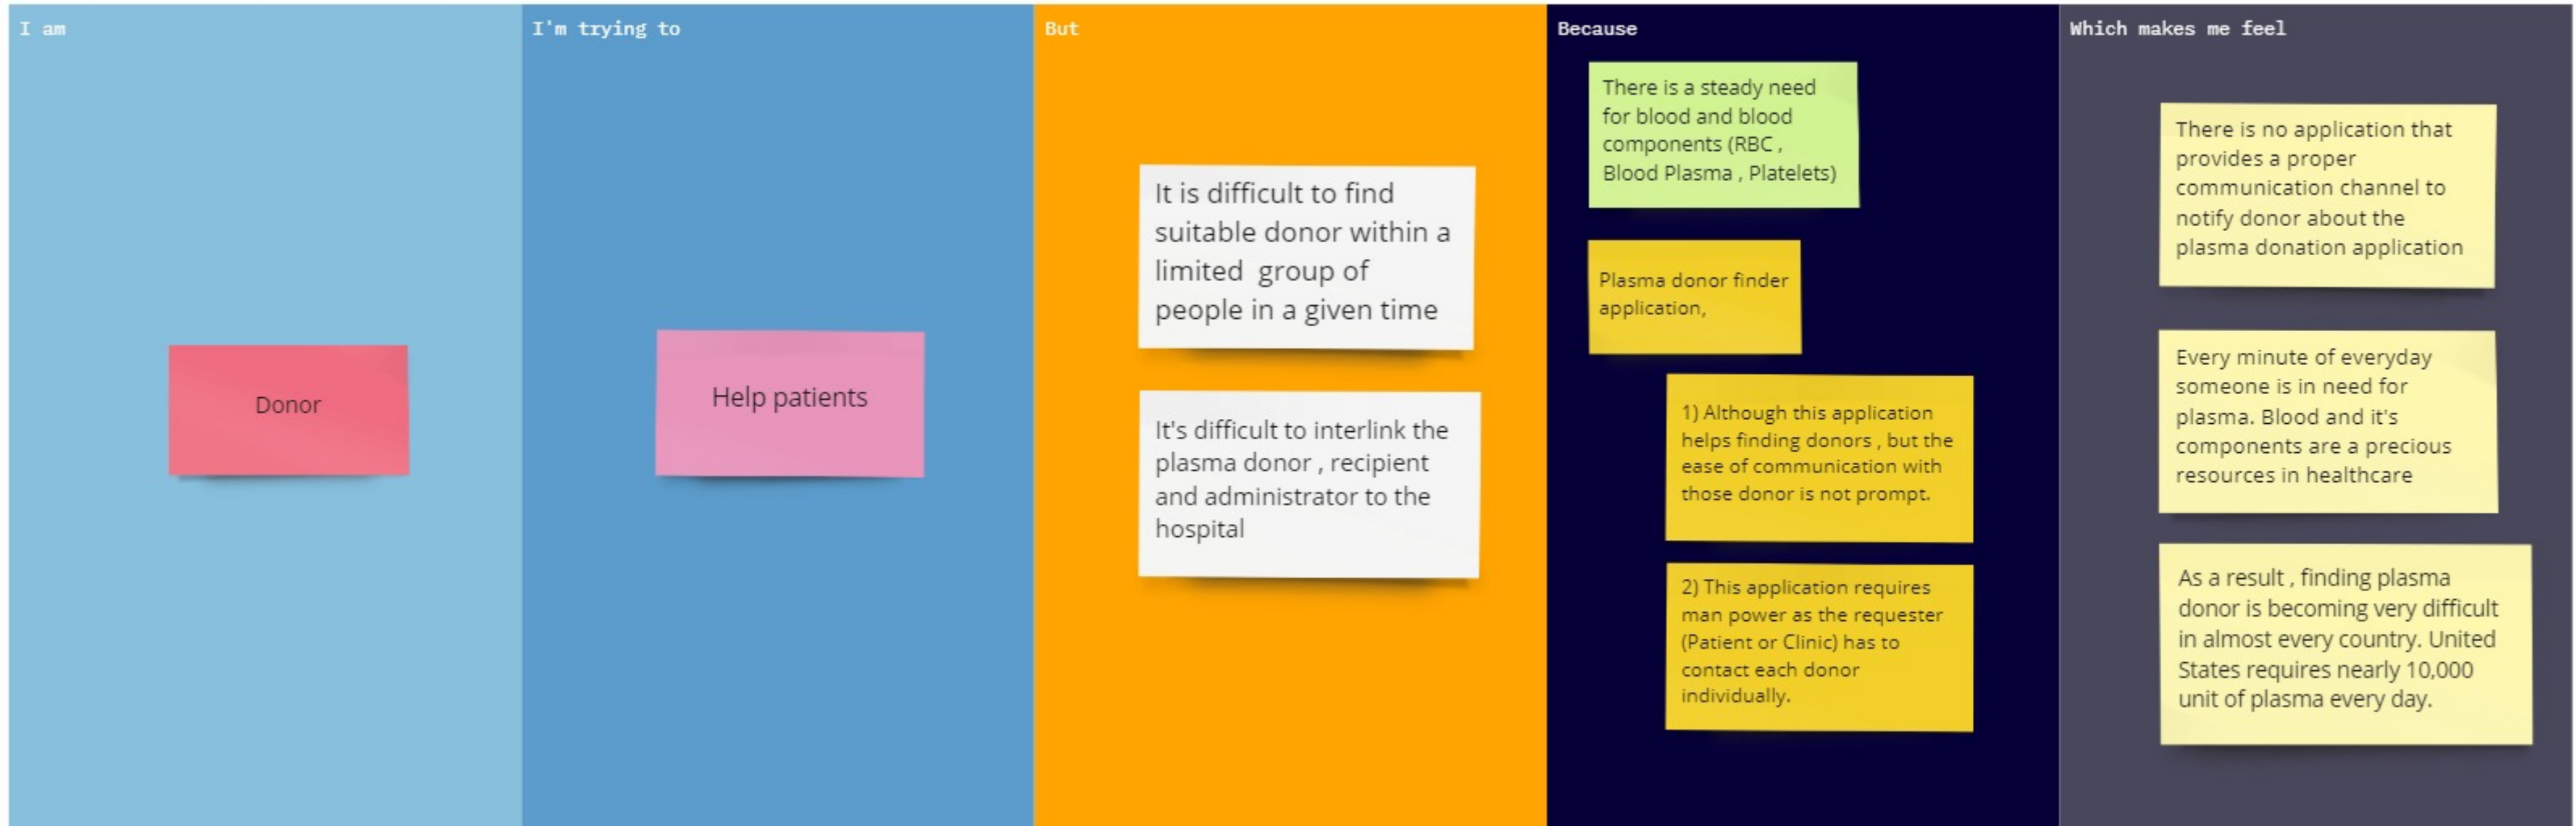 I am
Donor
I'm trying to
Help patients
But
It is difficult to find
suitable donor within a
limited  group of
people in a given time
It's difficult to interlink the
plasma donor , recipient
and administrator to the
hospital
Because
There is a steady need
for blood and blood
components (RBC ,
Blood Plasma , Platelets)
Plasma donor finder
application,
1) Although this application
helps finding donors , but the
ease of communication with
those donor is not prompt.
2) This application requires
man power as the requester
(Patient or Clinic) has to
contact each donor
individually.
Which makes me feel
There is no application that
provides a proper
communication channel to
notify donor about the
plasma donation application
Every minute of everyday
someone is in need for
plasma. Blood and it's
components are a precious
resources in healthcare
As a result , finding plasma
donor is becoming very difficult
in almost every country. United
States requires nearly 10,000
unit of plasma every day.